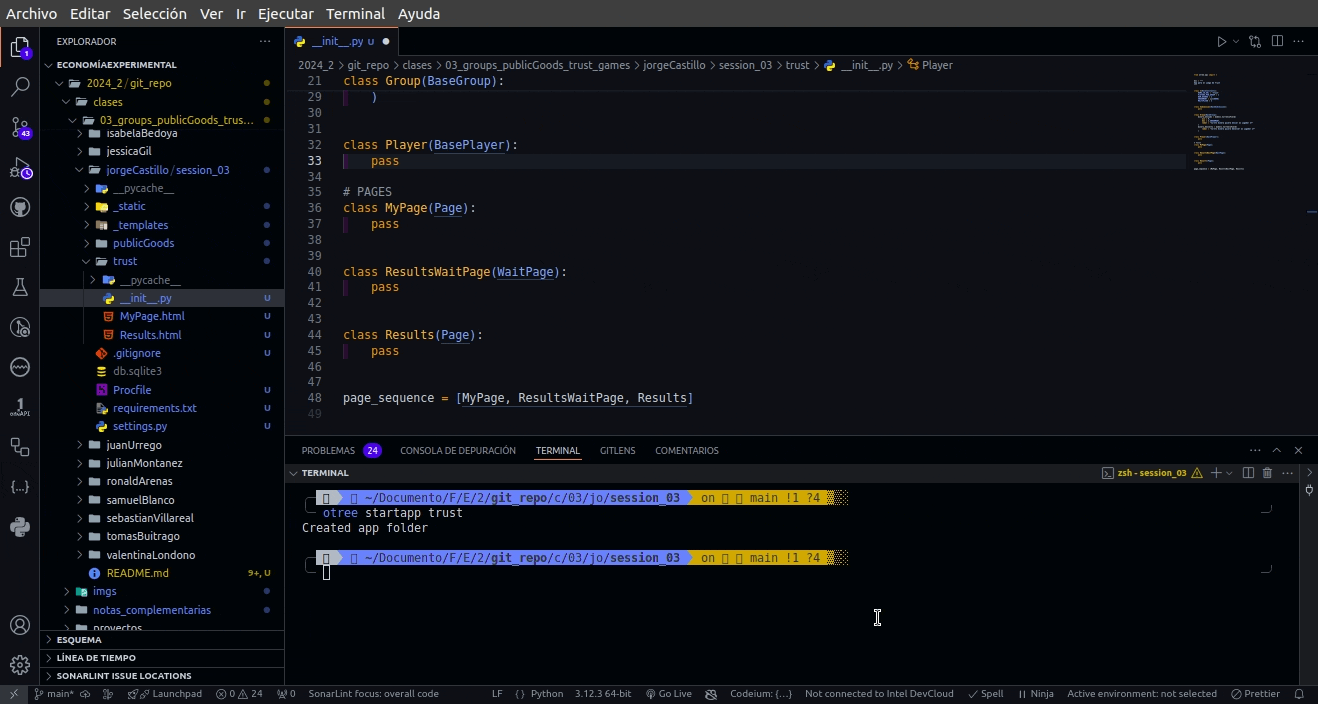 Archivo Editar Selección Ver Ir Ejecutar Terminal Ayuda
EXPLORADOR
ECONOMÍAEXPERIMENTAL
2024_2 / git_repo
clases
03_groups_publicGoods_trus...
isabelaBedoya
jessicaGil
jorgeCastillo / session_03
__pycache__
_static
_templates
publicGoods
trust
__pycache__
__init__.py U
MyPage.html U
Results.html U
.gitignore U
db.sqlite3
Procfile U
requirements.txt U
settings.py U
juanUrrego
julianMontanez
ronaldArenas
samuelBlanco
sebastianVillareal
tomasBuitrago
valentinaLondono
README.md 9+, U
imgs
notas_complementarias
proyectos
ESQUEMA
LÍNEA DE TIEMPO
SONARLINT ISSUE LOCATIONS
1
43
__init__.py U
2024_2 > git_repo > clases > 03_groups_publicGoods_trust_games > jorgeCastillo > session_03 > trust > __init__.py > Player
21 class Group(BaseGroup):
29 )
30
31
32 class Player(BasePlayer):
33 pass
34
35 # PAGES
36 class MyPage(Page):
37 pass
38
39
40 class ResultsWaitPage(WaitPage):
41 pass
42
43
44 class Results(Page):
45 pass
46
47
48 page_sequence = [MyPage, ResultsWaitPage, Results]
49
PROBLEMAS 24 CONSOLA DE DEPURACIÓN TERMINAL GITLENS COMENTARIOS
TERMINAL
zsh - session_03
~/Documento/F/E/2/git_repo/c/03/jo/session_03 on main !1 ?4
otree startapp trust
Created app folder
~/Documento/F/E/2/git_repo/c/03/jo/session_03 on main !1 ?4
main* Launchpad 0 24 0 SonarLint focus: overall code LF {} Python 3.12.3 64-bit Go Live Codeium: {...} Not connected to Intel DevCloud Spell Ninja Active environment: not selected Prettier